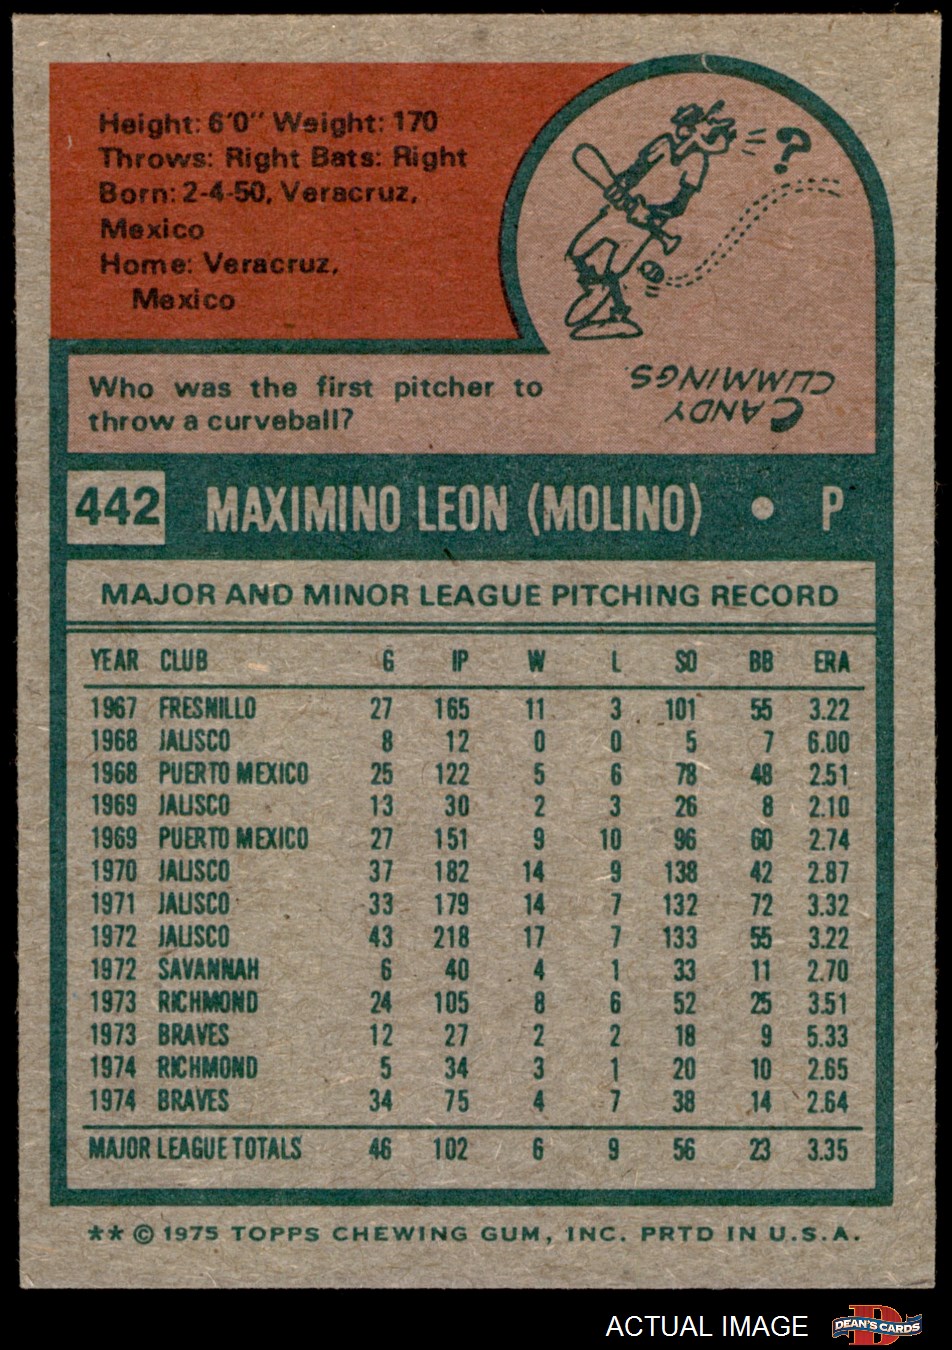 Height: 6'0" Weight: 170
Throws: Right Bats: Right
Born: 2-4-50, Veracruz,
Mexico
Home: Veracruz,
Mexico
?
Who was the first pitcher to
throw a curveball?
CANDY
CUMMINGS.
442 MAXIMINO LEON (MOLINO) • P
MAJOR AND MINOR LEAGUE PITCHING RECORD
YEAR CLUB G IP W L SO BB ERA
1967 FRESNILLO 27 165 11 3 101 55 3.22
1968 JALISCO 8 12 0 0 5 7 6.00
1968 PUERTO MEXICO 25 122 5 6 78 48 2.51
1969 JALISCO 13 30 2 3 26 8 2.10
1969 PUERTO MEXICO 27 151 9 10 96 60 2.74
1970 JALISCO 37 182 14 9 138 42 2.87
1971 JALISCO 33 179 14 7 132 72 3.32
1972 JALISCO 43 218 17 7 133 55 3.22
1972 SAVANNAH 6 40 4 1 33 11 2.70
1973 RICHMOND 24 105 8 6 52 25 3.51
1973 BRAVES 12 27 2 2 18 9 5.33
1974 RICHMOND 5 34 3 1 20 10 2.65
1974 BRAVES 34 75 4 7 38 14 2.64
MAJOR LEAGUE TOTALS 46 102 6 9 56 23 3.35
** © 1975 TOPPS CHEWING GUM, INC. PRTD IN U.S.A.
ACTUAL IMAGE DEAN'S CARDS